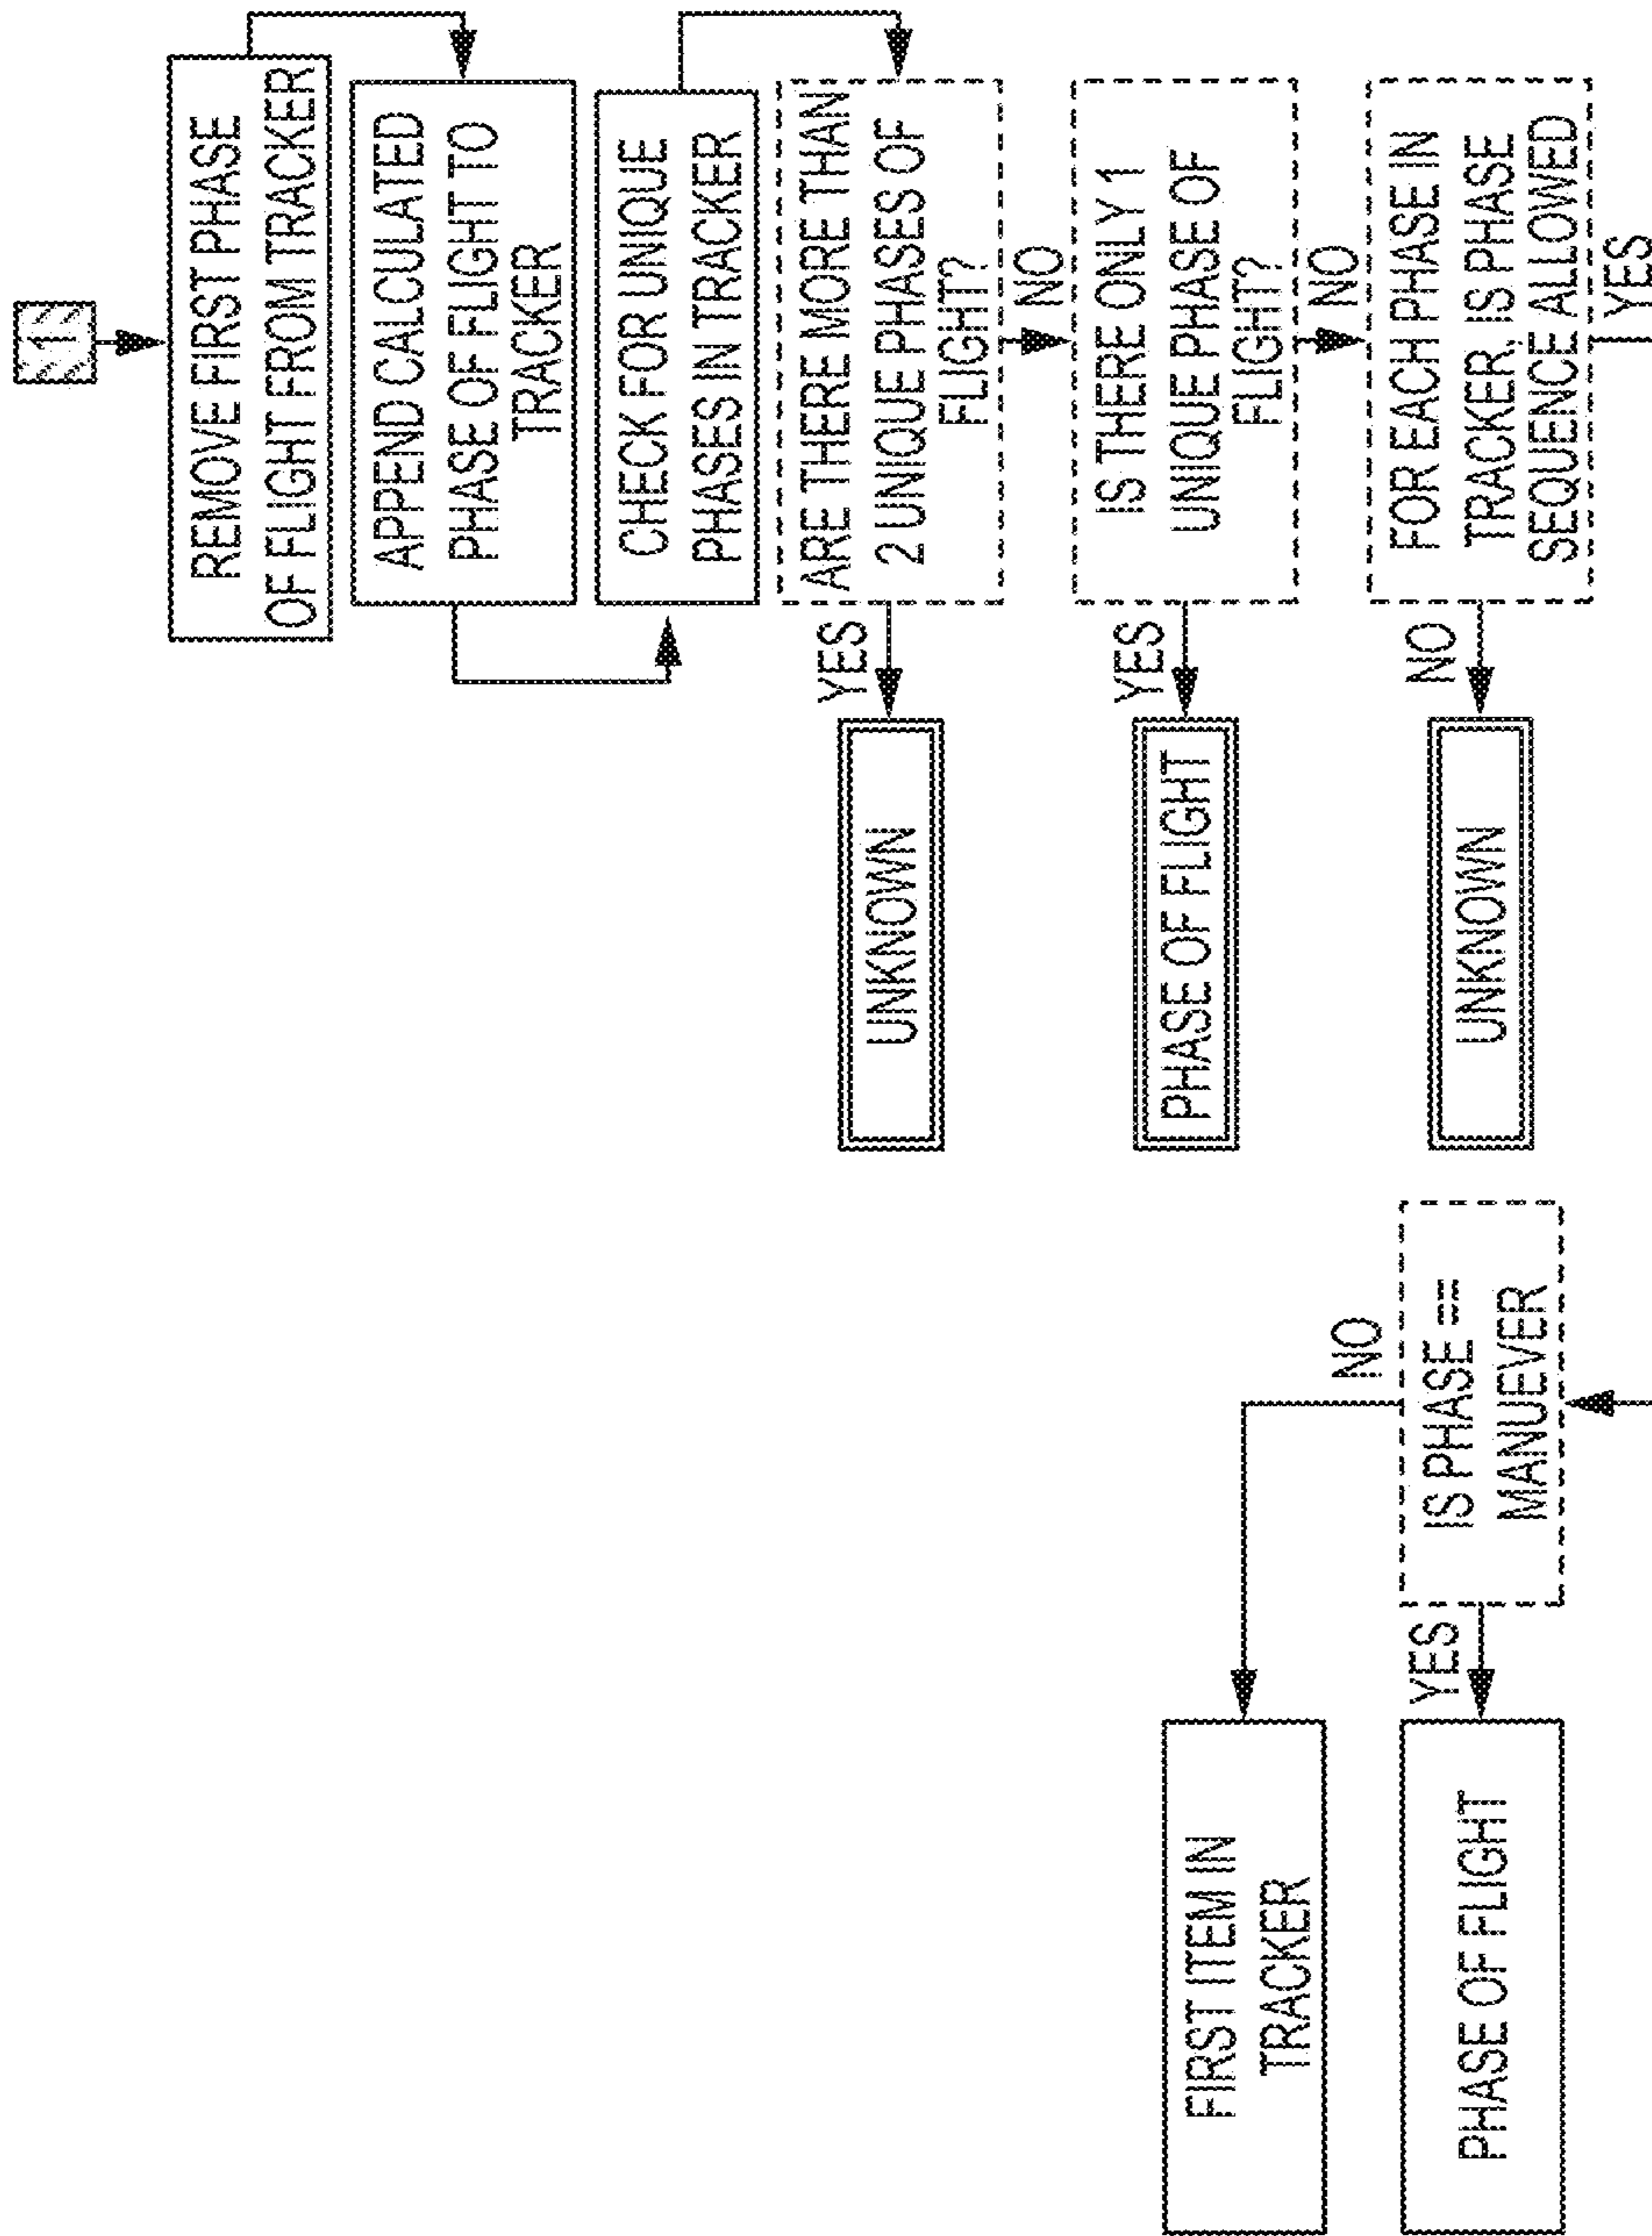 1
REMOVE FIRST PHASE
OF FLIGHT FROM TRACKER
APPEND CALCULATED
PHASE OF FLIGHT TO
TRACKER
CHECK FOR UNIQUE
PHASES IN TRACKER
ARE THERE MORE THAN
2 UNIQUE PHASES OF
FLIGHT?
YES
UNKNOWN
NO
IS THERE ONLY 1
UNIQUE PHASE OF
FLIGHT?
YES
PHASE OF FLIGHT
NO
FOR EACH PHASE IN
TRACKER, IS PHASE
SEQUENCE ALLOWED
NO
UNKNOWN
YES
IS PHASE ==
MANUEVER
NO
FIRST ITEM IN
TRACKER
YES
PHASE OF FLIGHT